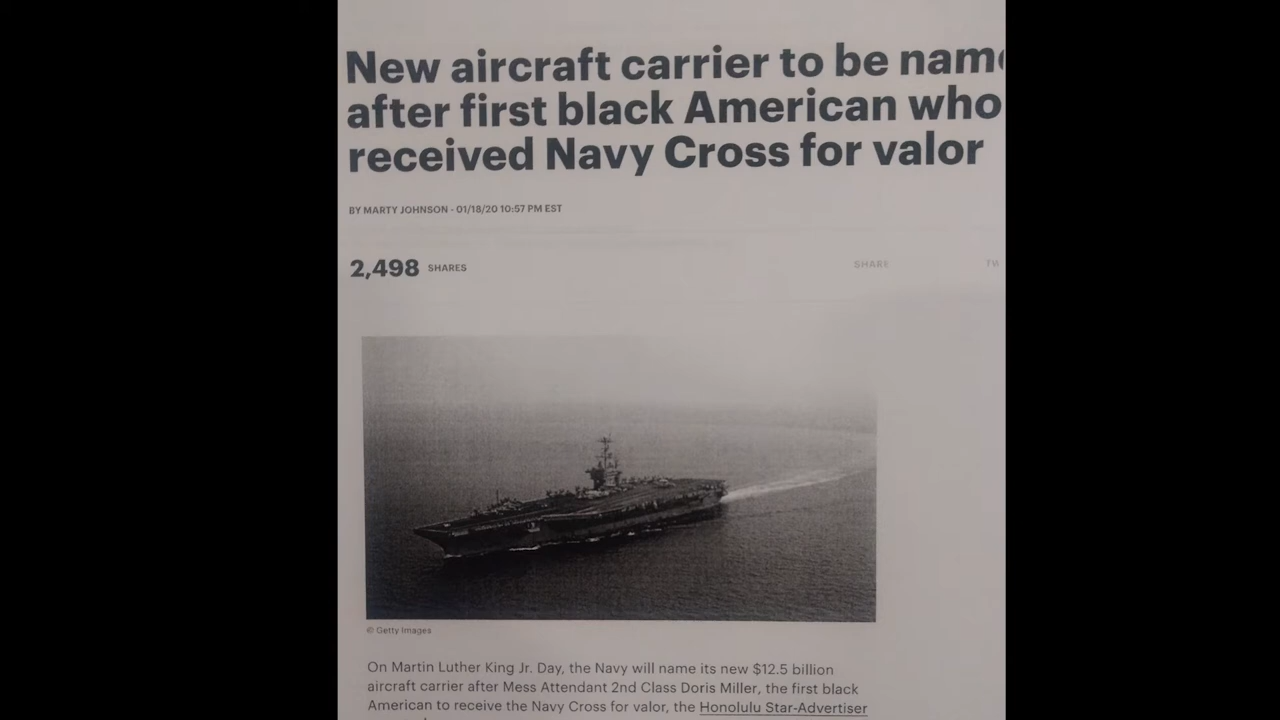 New aircraft carrier to be name
after first black American who
received Navy Cross for valor
BY MARTY JOHNSON - 01/18/20 10:57 PM EST
2,498 SHARES
SHARE TW
© Getty Images
On Martin Luther King Jr. Day, the Navy will name its new $12.5 billion
aircraft carrier after Mess Attendant 2nd Class Doris Miller, the first black
American to receive the Navy Cross for valor, the Honolulu Star-Advertiser